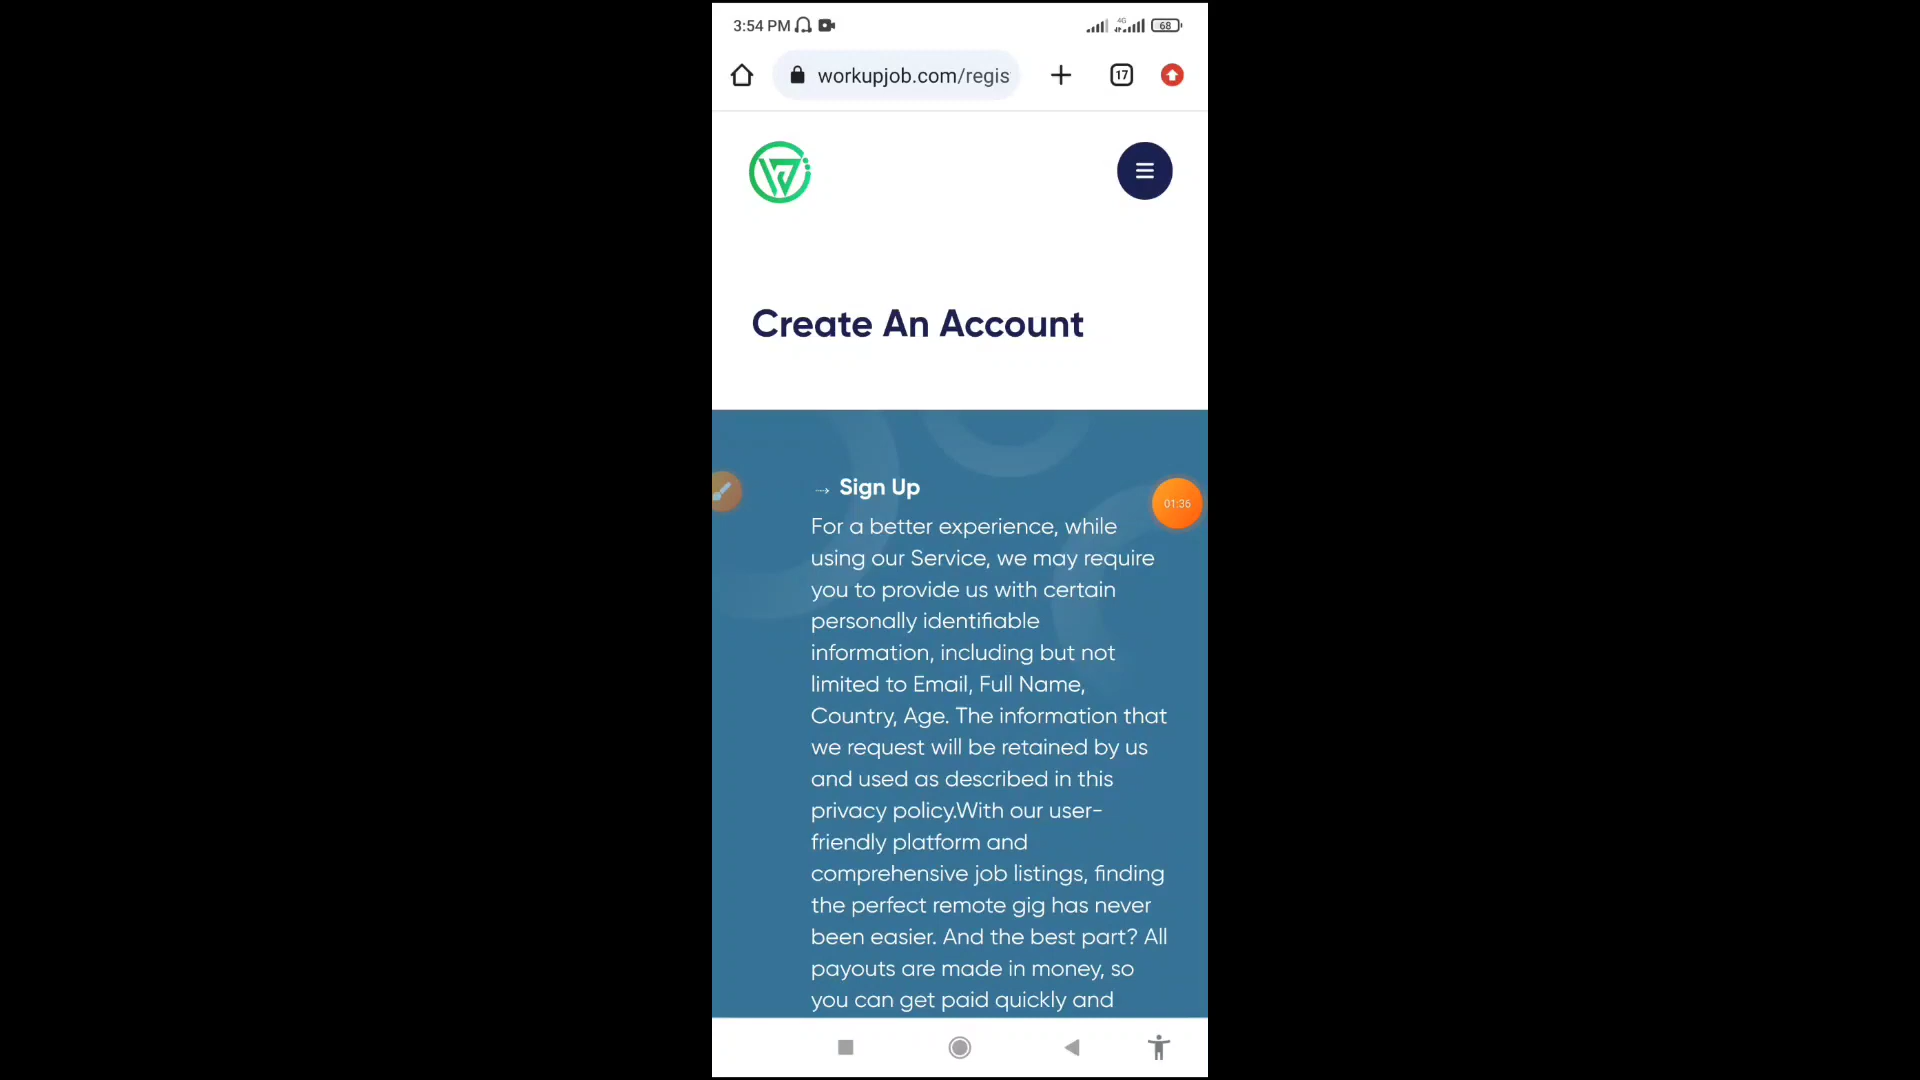 3:54 PM
4G
68
workupjob.com/regis
17
Create An Account
→ Sign Up
01:36
For a better experience, while
using our Service, we may require
you to provide us with certain
personally identifiable
information, including but not
limited to Email, Full Name,
Country, Age. The information that
we request will be retained by us
and used as described in this
privacy policy.With our user-
friendly platform and
comprehensive job listings, finding
the perfect remote gig has never
been easier. And the best part? All
payouts are made in money, so
you can get paid quickly and